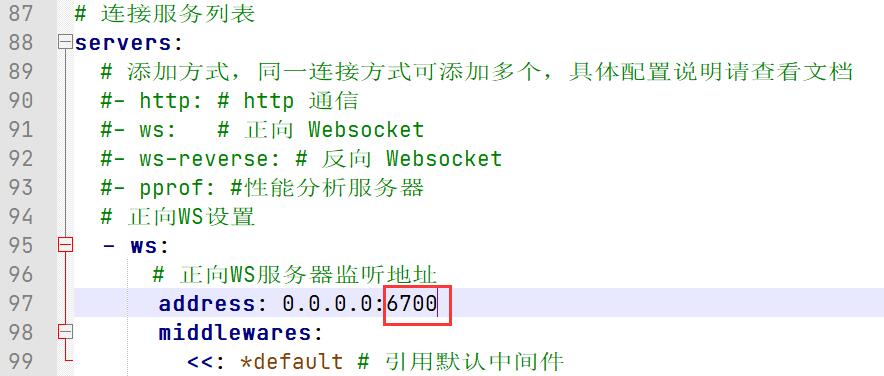 87 # 连接服务列表
88 servers:
89 # 添加方式，同一连接方式可添加多个，具体配置说明请查看文档
90 #- http: # http 通信
91 #- ws:   # 正向 Websocket
92 #- ws-reverse: # 反向 Websocket
93 #- pprof: #性能分析服务器
94 # 正向WS设置
95 - ws:
96 # 正向WS服务器监听地址
97 address: 0.0.0.0:6700
98 middlewares:
99 <<: *default # 引用默认中间件